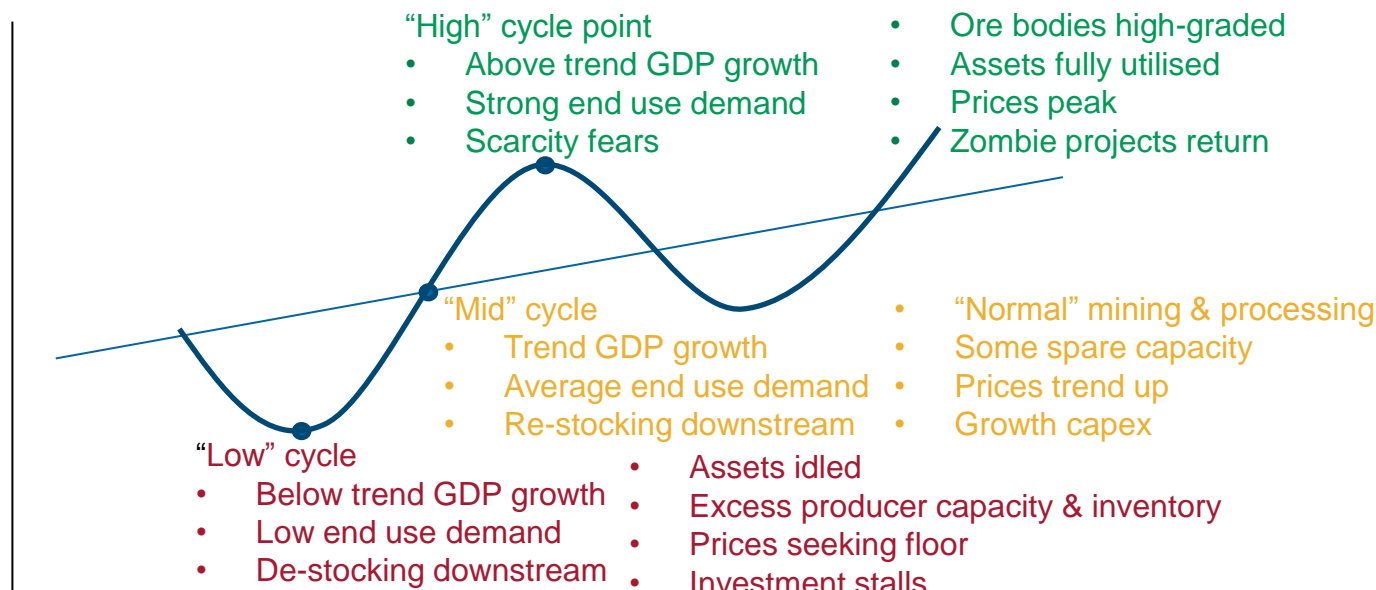 “High” cycle point
• Above trend GDP growth
• Strong end use demand
• Scarcity fears
• Ore bodies high-graded
• Assets fully utilised
• Prices peak
• Zombie projects return
“Mid” cycle
• Trend GDP growth
• Average end use demand
• Re-stocking downstream
• “Normal” mining & processing
• Some spare capacity
• Prices trend up
• Growth capex
“Low” cycle
• Below trend GDP growth
• Low end use demand
• De-stocking downstream
• Assets idled
• Excess producer capacity & inventory
• Prices seeking floor
• Investment stalls